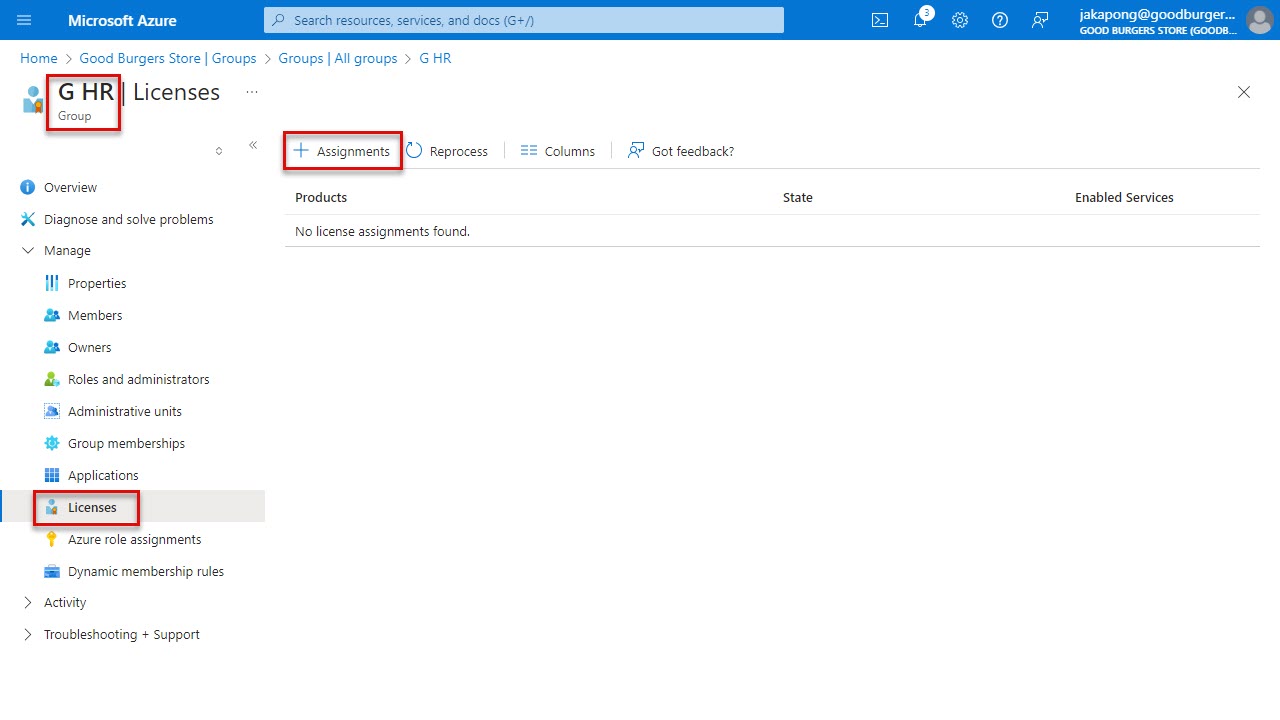 Microsoft Azure
Search resources, services, and docs (G+/)
3
jakapong@goodburger...
GOOD BURGERS STORE (GOODB...
Home > Good Burgers Store | Groups > Groups | All groups > G HR
G HR | Licenses ...
Group
Assignments
Reprocess
Columns
Got feedback?
Overview
Diagnose and solve problems
Manage
Properties
Members
Owners
Roles and administrators
Administrative units
Group memberships
Applications
Licenses
Azure role assignments
Dynamic membership rules
Activity
Troubleshooting + Support
Products State Enabled Services
No license assignments found.